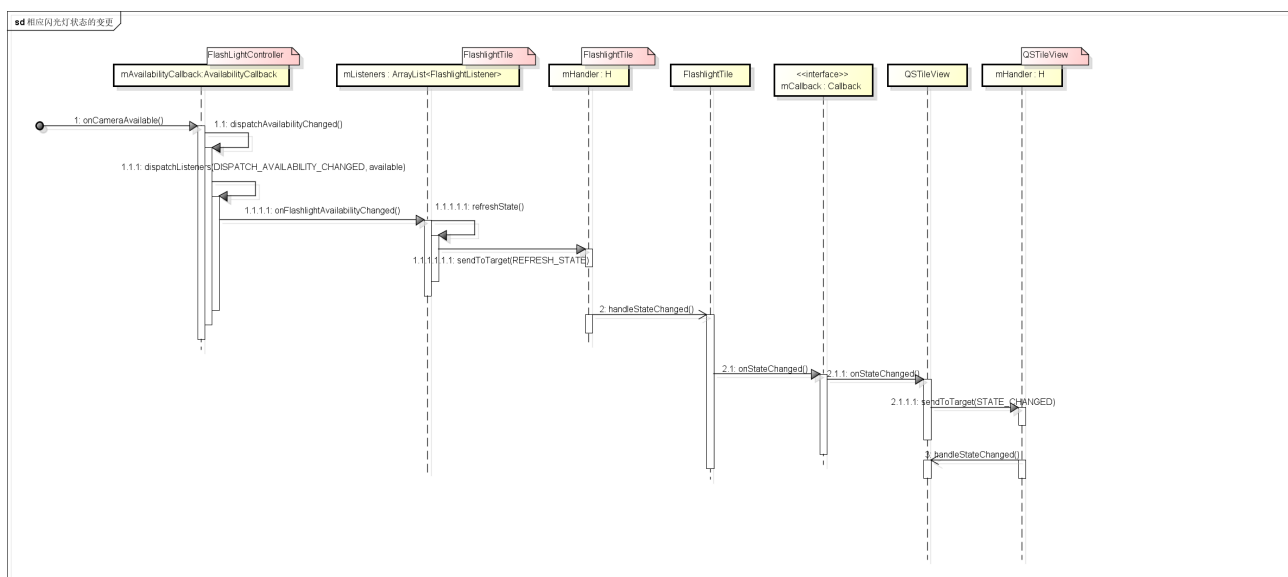 sd 相应闪光灯状态的变更
FlashLightController
FlashlightTile
FlashlightTile
QSTileView
mAvailabilityCallback:AvailabilityCallback
mListeners : ArrayList<FlashlightListener>
mHandler : H
FlashlightTile
<<interface>>
mCallback : Callback
QSTileView
mHandler : H
1: onCameraAvailable()
1.1: dispatchAvailabilityChanged()
1.1.1: dispatchListeners(DISPATCH_AVAILABILITY_CHANGED, available)
1.1.1.1: onFlashlightAvailabilityChanged()
1.1.1.1.1: refreshState()
1.1.1.1.1.1: sendToTarget(REFRESH_STATE)
2: handleStateChanged()
2.1: onStateChanged()
2.1.1: onStateChanged()
2.1.1.1: sendToTarget(STATE_CHANGED)
3: handleStateChanged()